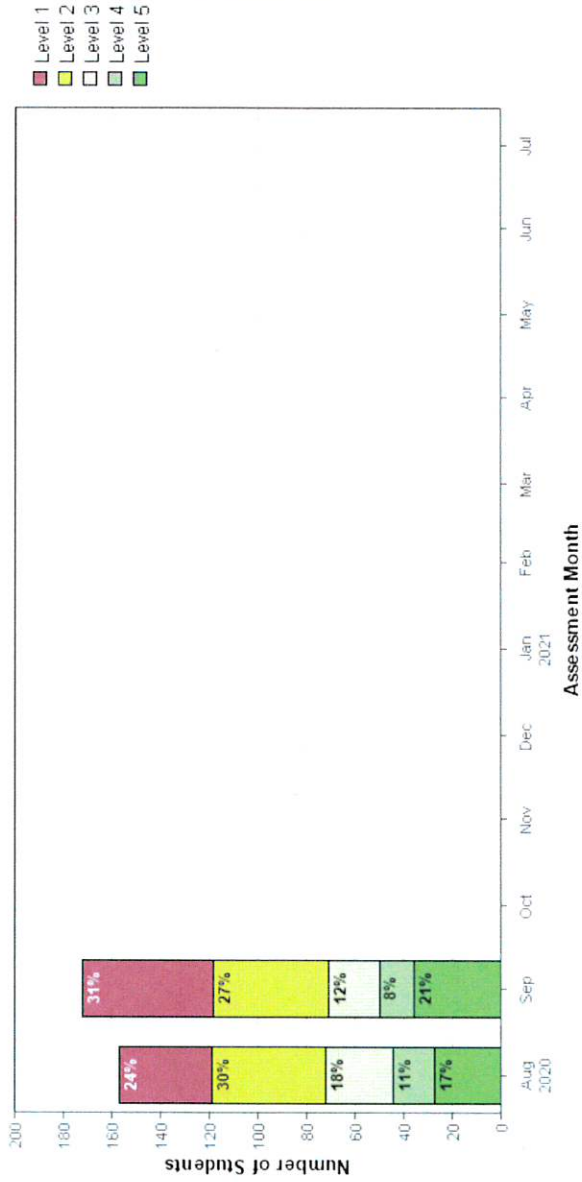 Level 1
Level 2
Level 3
Level 4
Level 5
Number of Students
200
180
160
140
120
100
80
60
40
20
0
24%
30%
18%
11%
17%
31%
27%
12%
8%
21%
Aug Sep Oct Nov Dec Jan Feb Mar Apr May Jun Jul
2020 2021
Assessment Month